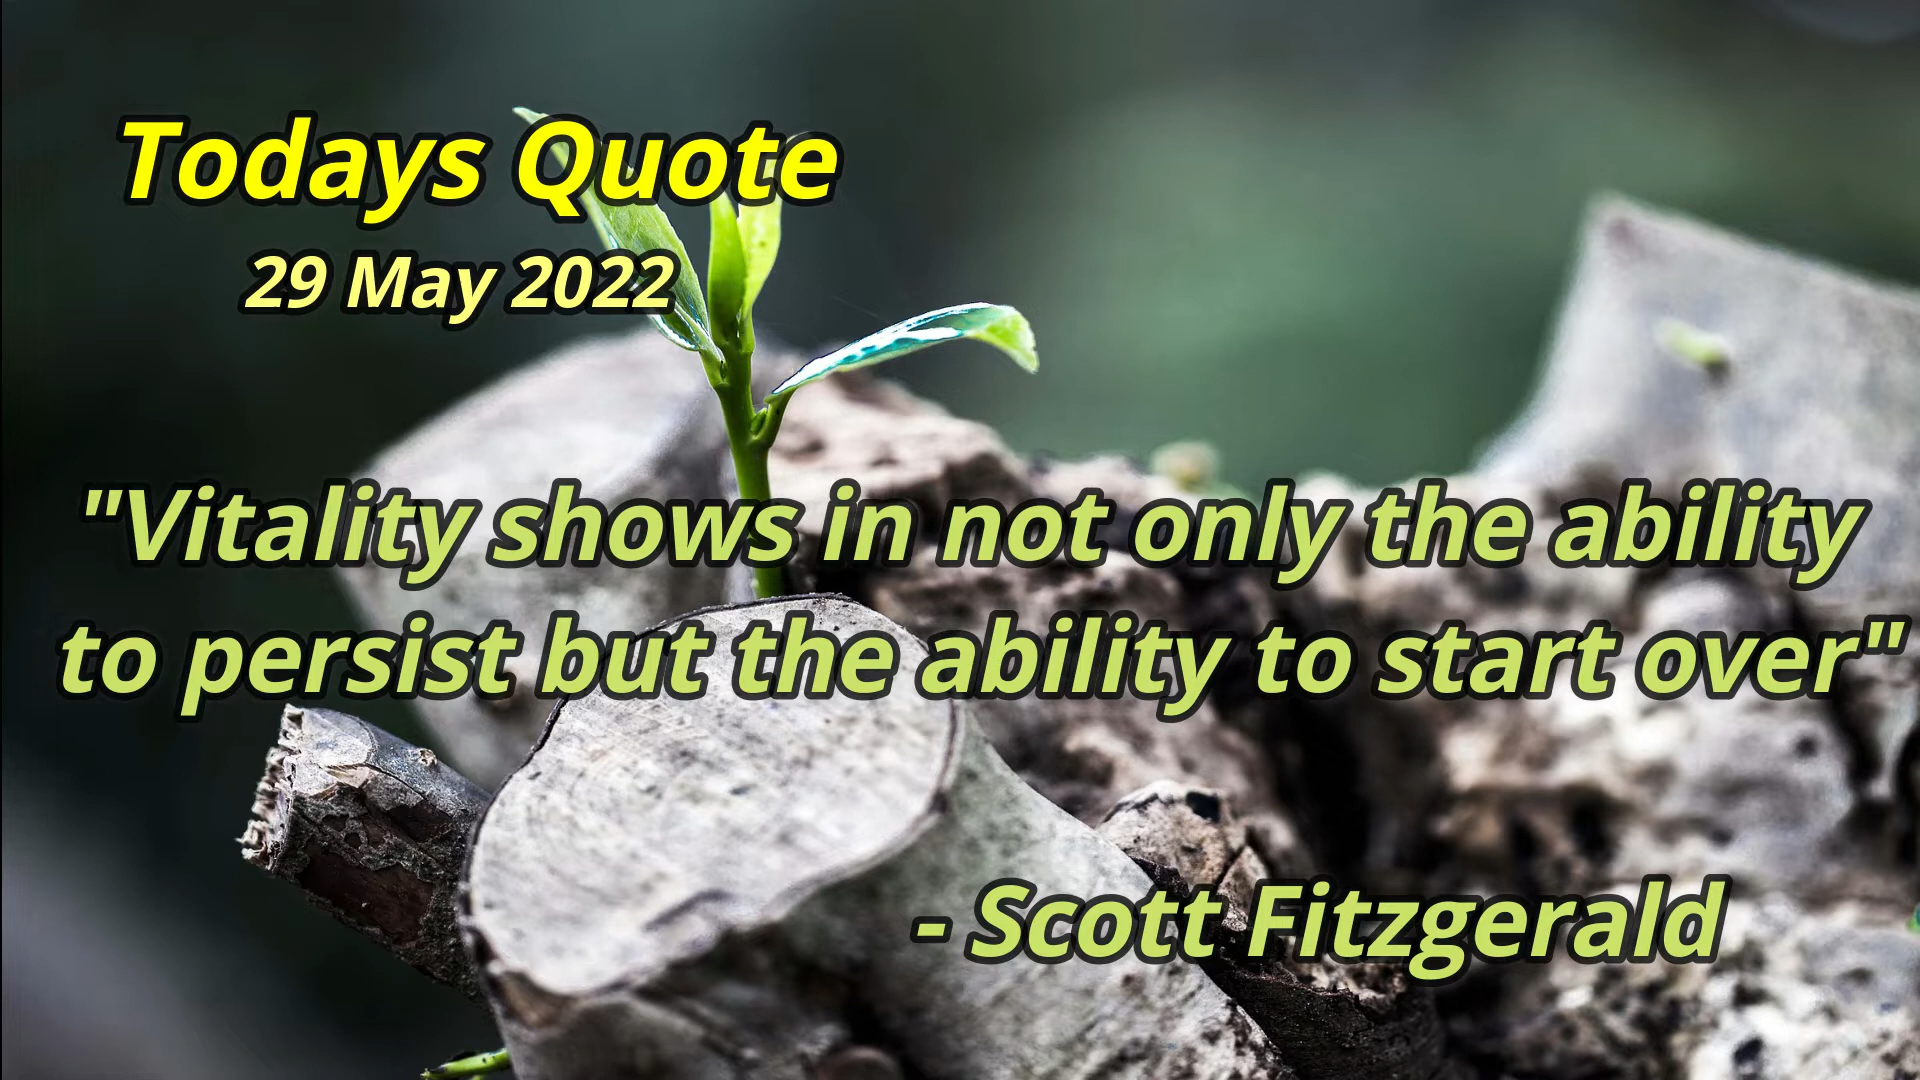 Todays Quote
29 May 2022
"Vitality shows in not only the ability
to persist but the ability to start over"
- Scott Fitzgerald